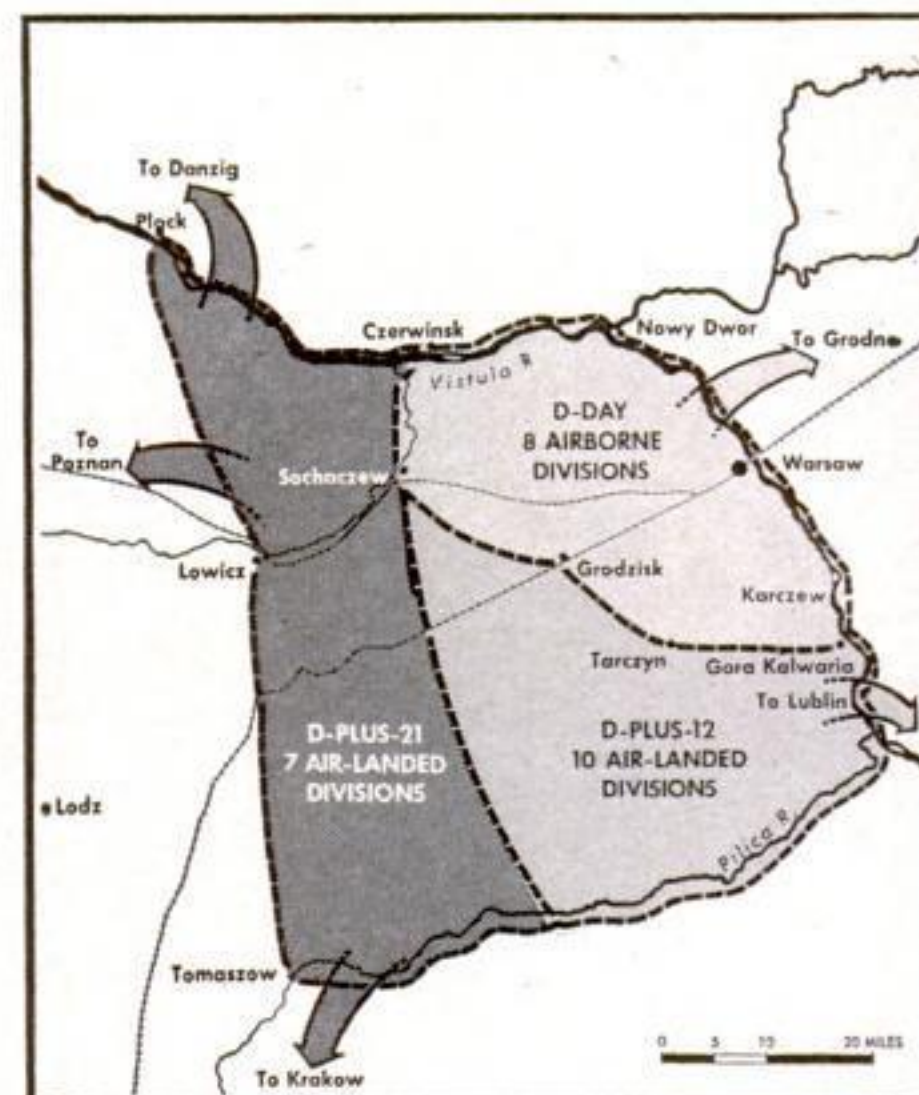 To Danzig
Plock
Czerwinsk
Nowy Dwor
To Grodno
Vistula R
D-DAY
8 AIRBORNE
DIVISIONS
To
Poznan
Sochaczew
Warsaw
Lowicz
Grodzisk
Karczew
Tarczyn
Gora Kalwaria
To Lublin
D-PLUS-21
7 AIR-LANDED
DIVISIONS
D-PLUS-12
10 AIR-LANDED
DIVISIONS
Lodz
Pilica R
Tomaszow
0 5 10 20 MILES
To Krakow